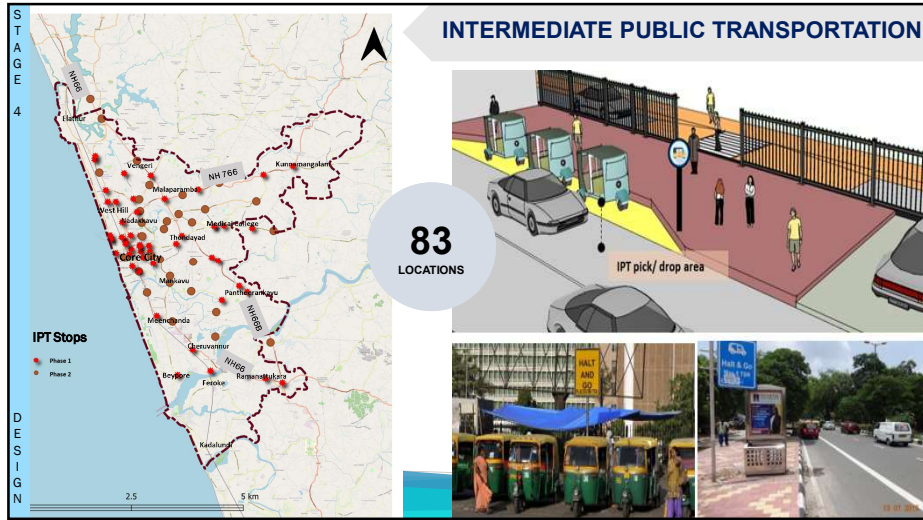 STAGE 4
DESIGN
INTERMEDIATE PUBLIC TRANSPORTATION
NH66
Elathur
Vengeri
NH 766
Kunnamangalam
Malaparamba
West Hill
Nadakkavu
Medical College
Thondayad
Core City
Mankavu
Pantheerankavu
Meenchanda
NH66B
Cheruvannur
NH66
Beypore
Feroke
Ramanattukara
Kadalundi
IPT Stops
Phase 1
Phase 2
2.5
5 km
83
LOCATIONS
IPT pick/ drop area
HALT
AND
GO
Halt & Go